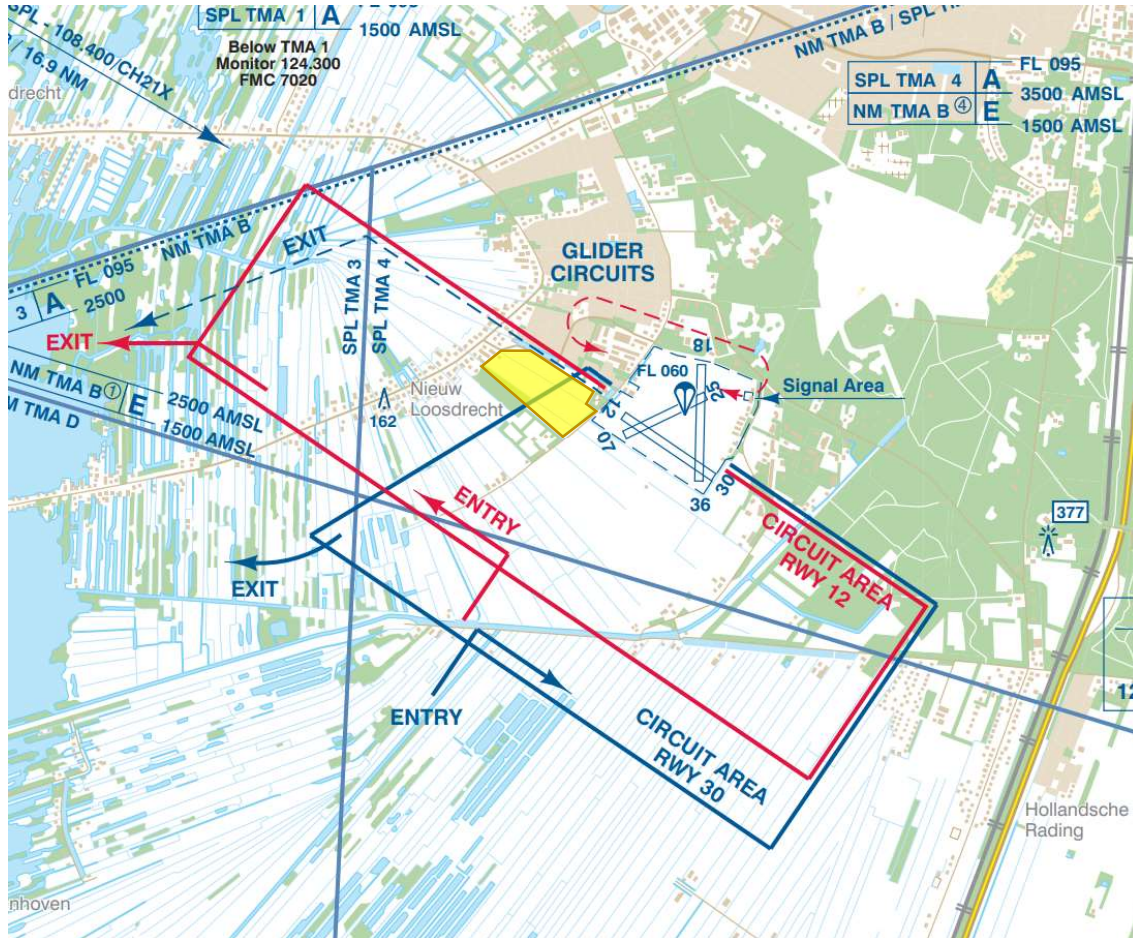 SPL TMA 1 A
1500 AMSL
Below TMA 1
Monitor 124.300
FMC 7020
SPL - 108.400/CH21X
/ 16.9 NM
drecht
NM TMA B / SPL
SPL TMA 4 A FL 095
3500 AMSL
NM TMA B ④ E
1500 AMSL
NM TMA B
EXIT
3 A FL 095
2500
EXIT
SPL TMA 3
SPL TMA 4
GLIDER
CIRCUITS
18
FL 060
25
Signal Area
NM TMA B ① E 2500 AMSL
1500 AMSL
M TMA D
Nieuw
Loosdrecht
162
12
07
30
36
ENTRY
CIRCUIT AREA
RWY 12
377
EXIT
ENTRY
CIRCUIT AREA
RWY 30
12
Hollandsche
Rading
nhoven